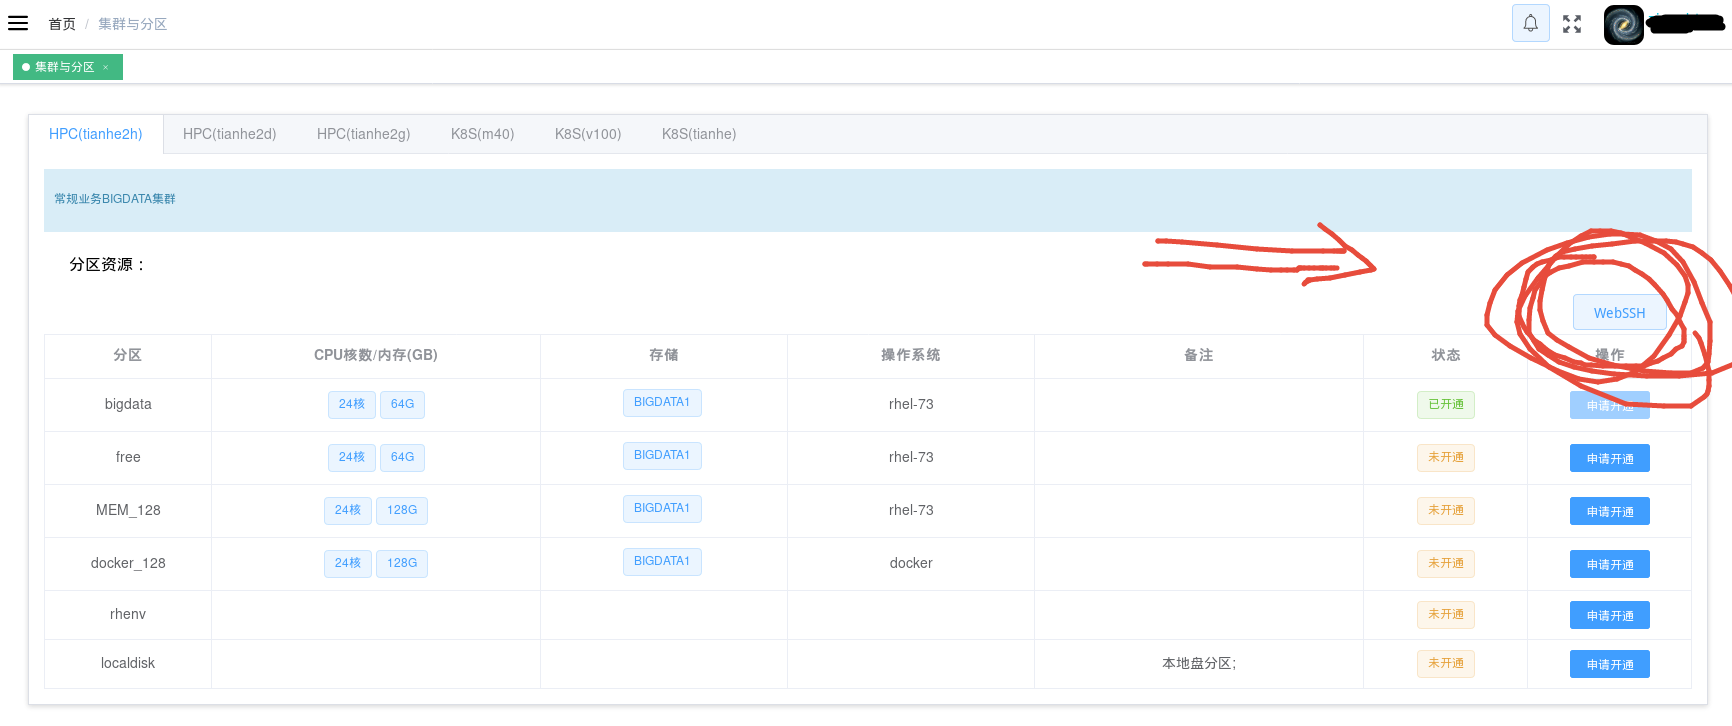 首页 / 集群与分区
集群与分区 ×
HPC(tianhe2h) HPC(tianhe2d) HPC(tianhe2g) K8S(m40) K8S(v100) K8S(tianhe)
常规业务BIGDATA集群
分区资源：
WebSSH
分区 CPU核数/内存(GB) 存储 操作系统 备注 状态 操作
bigdata 24核 64G BIGDATA1 rhel-73 已开通 申请开通
free 24核 64G BIGDATA1 rhel-73 未开通 申请开通
MEM_128 24核 128G BIGDATA1 rhel-73 未开通 申请开通
docker_128 24核 128G BIGDATA1 docker 未开通 申请开通
rhenv 未开通 申请开通
localdisk 本地盘分区; 未开通 申请开通